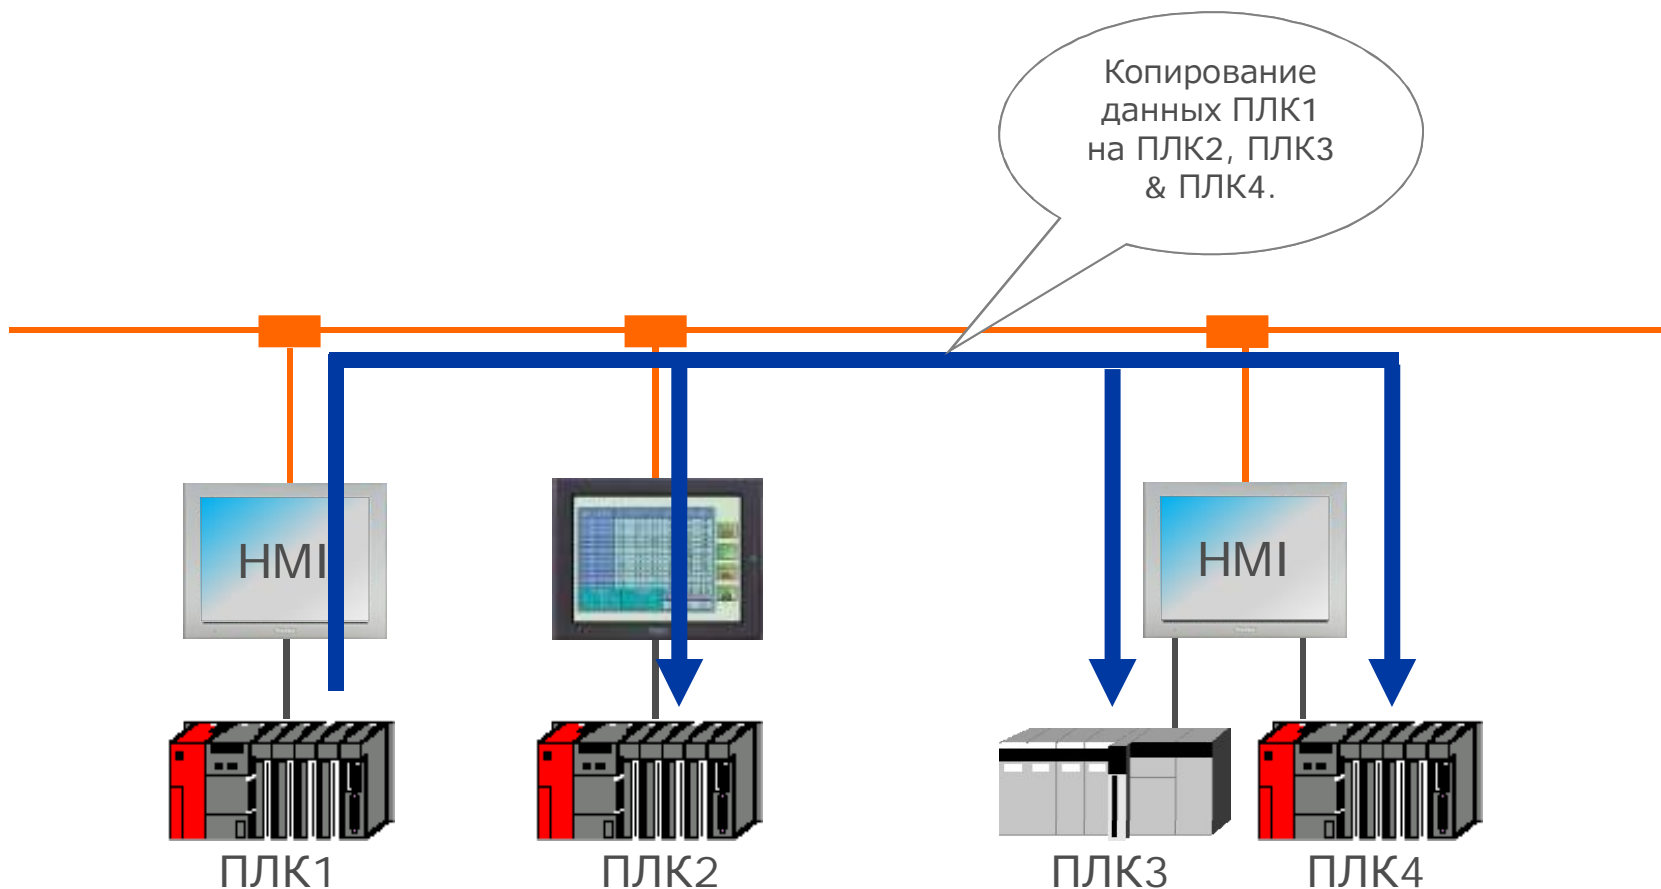 Копирование
данных ПЛК1
на ПЛК2, ПЛК3
& ПЛК4.
HMI
HMI
ПЛК1
ПЛК2
ПЛК3
ПЛК4